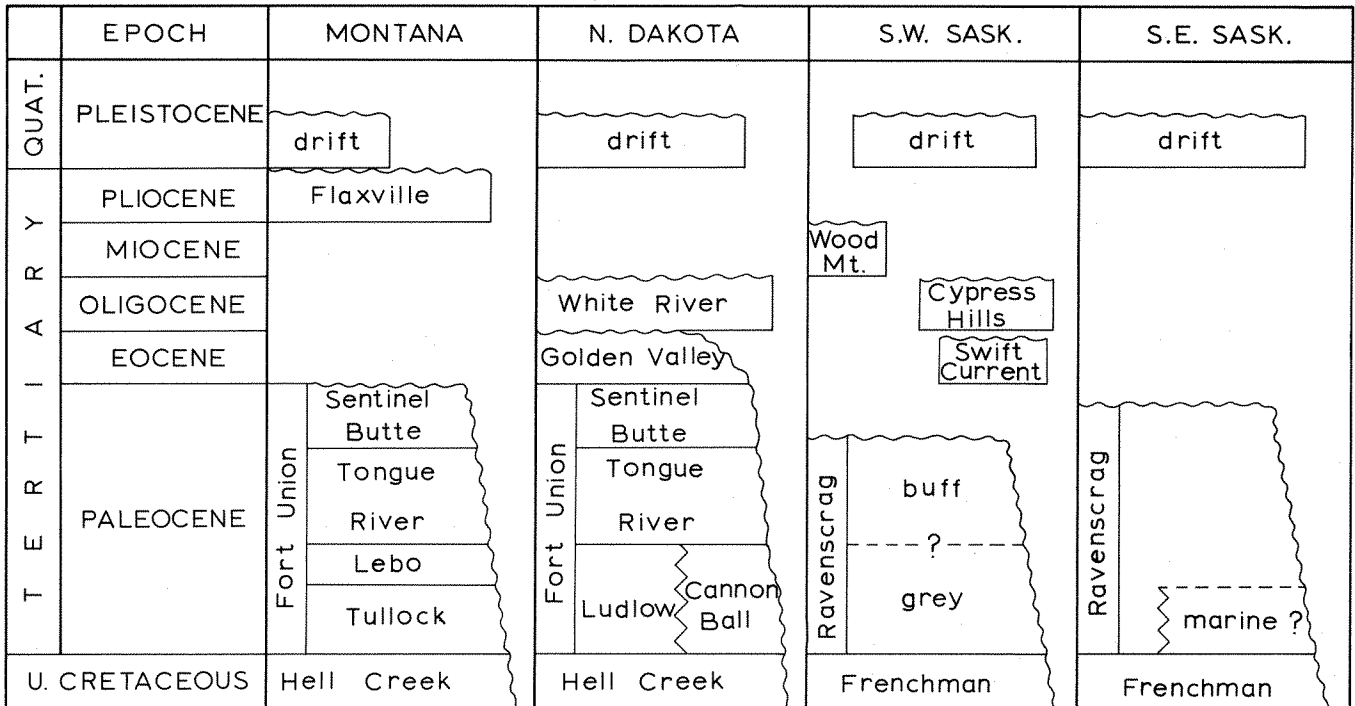 EPOCH MONTANA N. DAKOTA S.W. SASK. S.E. SASK.
QUAT.
PLEISTOCENE
drift drift drift drift
TERTIARY
PLIOCENE Flaxville
MIOCENE Wood
Mt.
OLIGOCENE White River Cypress
Hills
EOCENE Golden Valley Swift
Current
PALEOCENE
Fort Union
Sentinel
Butte
Tongue
River
Lebo
Tullock
Fort Union
Sentinel
Butte
Tongue
River
Ludlow Cannon
Ball
Ravenscrag
buff
?
grey
Ravenscrag
marine ?
U. CRETACEOUS Hell Creek Hell Creek Frenchman Frenchman